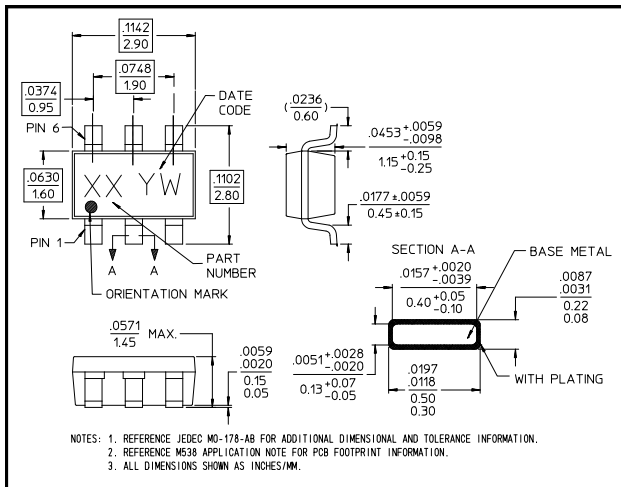 .1142
2.90
.0748
1.90
.0374
0.95
DATE
CODE
PIN 6
.0630
1.60
XX YW
.1102
2.80
PIN 1
A A
PART
NUMBER
ORIENTATION MARK
(.0236
0.60)
.0453 +.0059
-.0098
1.15 +0.15
-0.25
.0177 ±.0059
0.45 ±0.15
SECTION A-A
BASE METAL
.0157 +.0020
-.0039
0.40 +0.05
-0.10
.0087
.0031
0.22
0.08
.0051 +.0028
-.0020
0.13 +0.07
-0.05
.0197
.0118
0.50
0.30
WITH PLATING
.0571
1.45 MAX.
.0059
.0020
0.15
0.05
NOTES: 1. REFERENCE JEDEC MO-178-AB FOR ADDITIONAL DIMENSIONAL AND TOLERANCE INFORMATION.
2. REFERENCE M538 APPLICATION NOTE FOR PCB FOOTPRINT INFORMATION.
3. ALL DIMENSIONS SHOWN AS INCHES/MM.